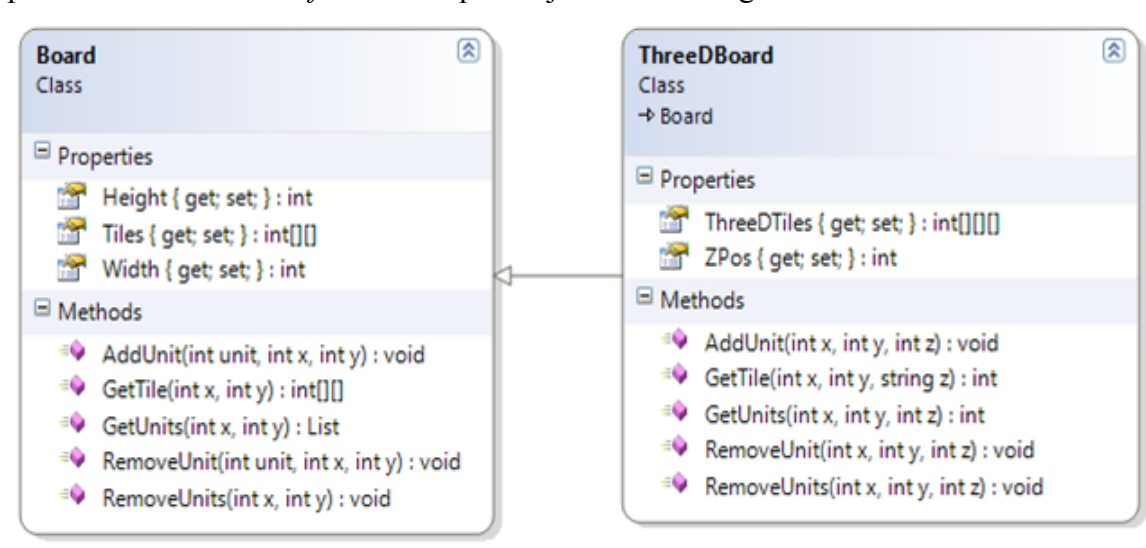 Board
Class
Properties
Height { get; set; } : int
Tiles { get; set; } : int[][]
Width { get; set; } : int
Methods
AddUnit(int unit, int x, int y) : void
GetTile(int x, int y) : int[][]
GetUnits(int x, int y) : List
RemoveUnit(int unit, int x, int y) : void
RemoveUnits(int x, int y) : void
ThreeDBoard
Class
Board
Properties
ThreeDTiles { get; set; } : int[][][]
ZPos { get; set; } : int
Methods
AddUnit(int x, int y, int z) : void
GetTile(int x, int y, string z) : int
GetUnits(int x, int y, int z) : int
RemoveUnit(int x, int y, int z) : void
RemoveUnits(int x, int y, int z) : void